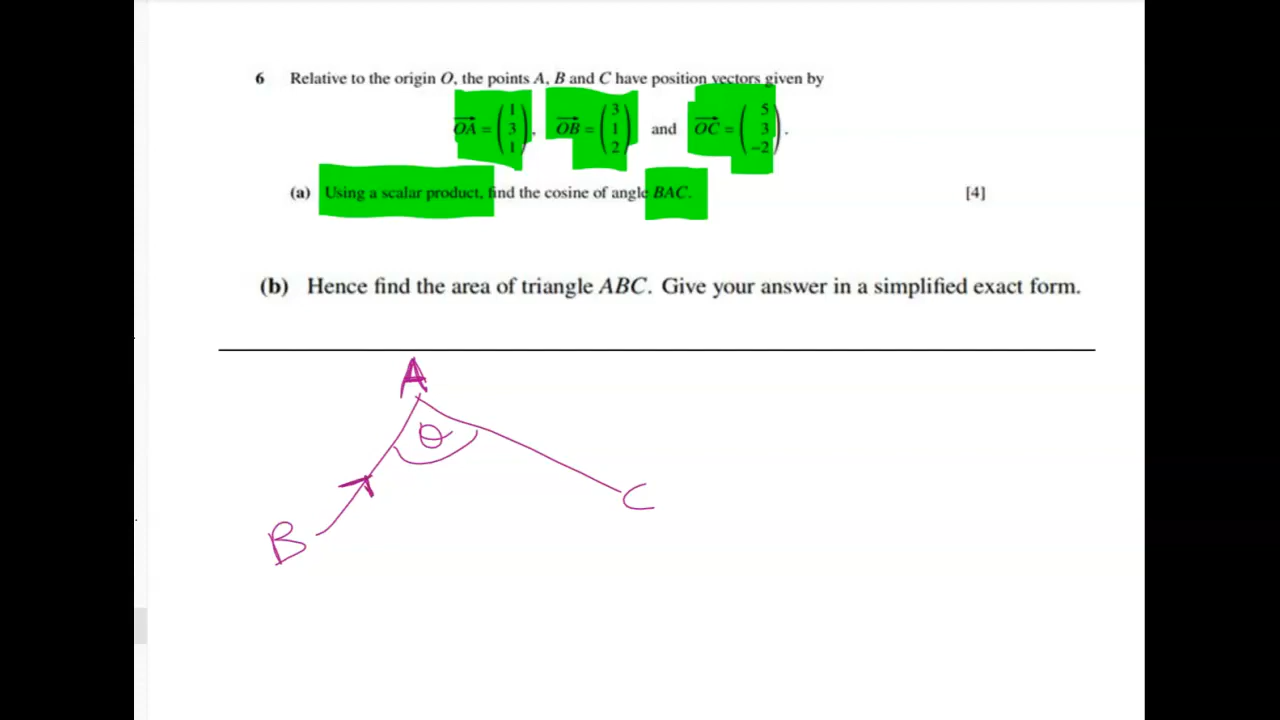 6 Relative to the origin O, the points A, B and C have position vectors given by
OA = (1 3 1), OB = (3 1 2) and OC = (5 3 −2).
(a) Using a scalar product, find the cosine of angle BAC. [4]
(b) Hence find the area of triangle ABC. Give your answer in a simplified exact form.
A
θ
C
B